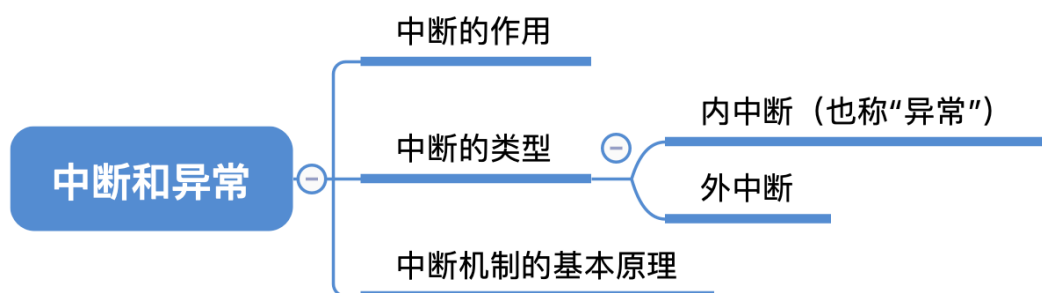 中断的作用
内中断（也称“异常”）
中断的类型
中断和异常
外中断
中断机制的基本原理